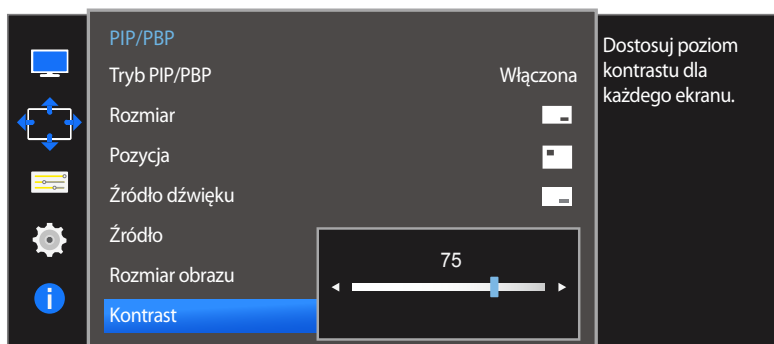 PIP/PBP
Tryb PIP/PBP Włączona
Rozmiar
Pozycja
Źródło dźwięku
Źródło
Rozmiar obrazu
Kontrast
75
Dostosuj poziom
kontrastu dla
każdego ekranu.